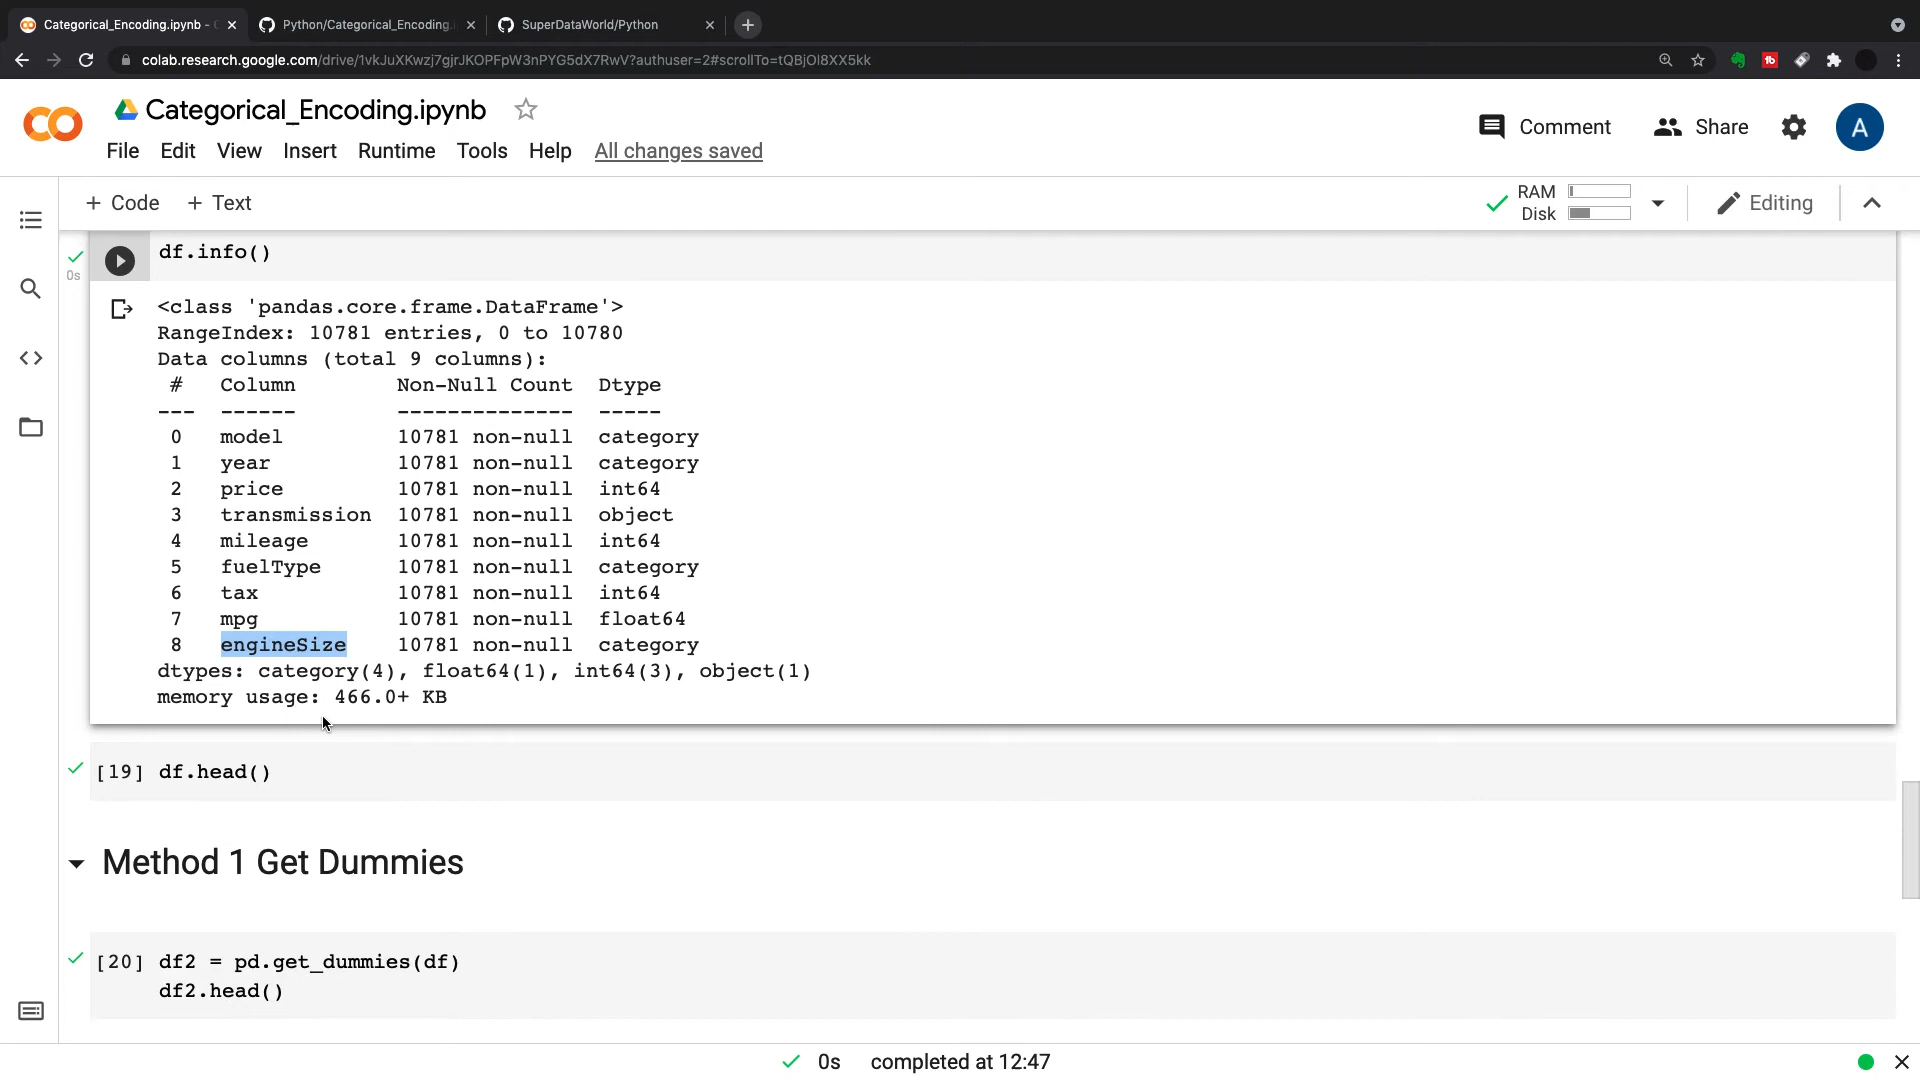 Categorical_Encoding.ipynb -
Python/Categorical_Encoding.
SuperDataWorld/Python
colab.research.google.com/drive/1vkJuXKwzj7gjrJKOPFpW3nPYG5dX7RwV?authuser=2#scrollTo=tQBjOl8XX5kk
Categorical_Encoding.ipynb
File Edit View Insert Runtime Tools Help All changes saved
Comment Share A
+ Code + Text
RAM
Disk
Editing
0s
df.info()
<class 'pandas.core.frame.DataFrame'>
RangeIndex: 10781 entries, 0 to 10780
Data columns (total 9 columns):
# Column Non-Null Count Dtype
--- ------ -------------- -----
0 model 10781 non-null category
1 year 10781 non-null category
2 price 10781 non-null int64
3 transmission 10781 non-null object
4 mileage 10781 non-null int64
5 fuelType 10781 non-null category
6 tax 10781 non-null int64
7 mpg 10781 non-null float64
8 engineSize 10781 non-null category
dtypes: category(4), float64(1), int64(3), object(1)
memory usage: 466.0+ KB
[19] df.head()
Method 1 Get Dummies
[20] df2 = pd.get_dummies(df)
df2.head()
0s completed at 12:47